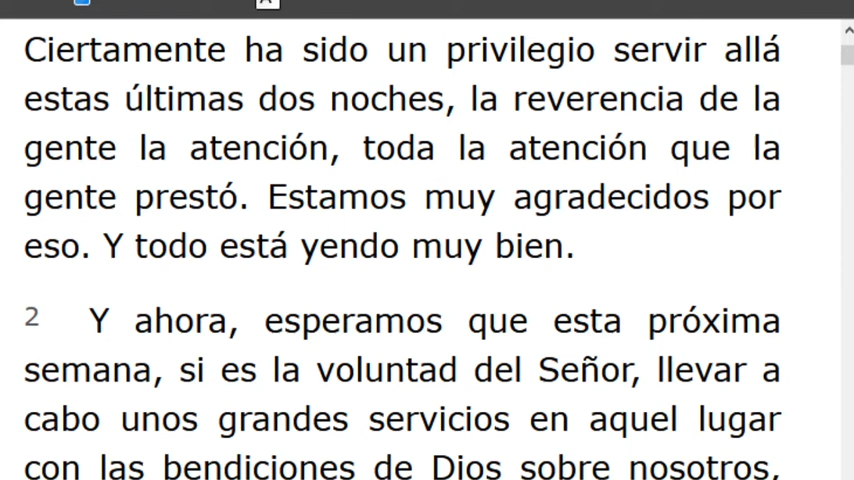 Ciertamente ha sido un privilegio servir allá
estas últimas dos noches, la reverencia de la
gente la atención, toda la atención que la
gente prestó. Estamos muy agradecidos por
eso. Y todo está yendo muy bien.
2 Y ahora, esperamos que esta próxima
semana, si es la voluntad del Señor, llevar a
cabo unos grandes servicios en aquel lugar
con las bendiciones de Dios sobre nosotros,